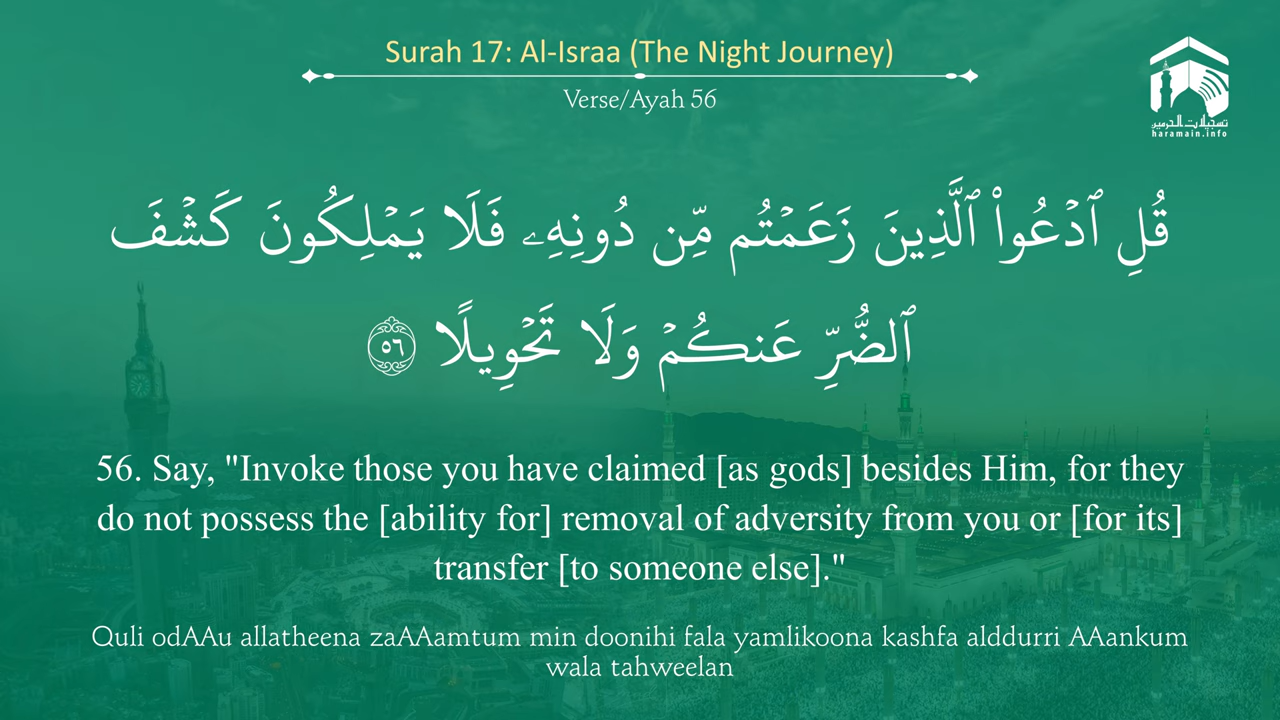 Surah 17: Al-Israa (The Night Journey)
Verse/Ayah 56
تسجيلات الحرمين
haramain.info
قُلِ ٱدْعُوا۟ ٱلَّذِينَ زَعَمْتُم مِّن دُونِهِۦ فَلَا يَمْلِكُونَ كَشْفَ
ٱلضُّرِّ عَنكُمْ وَلَا تَحْوِيلًا ٥٦
56. Say, "Invoke those you have claimed [as gods] besides Him, for they
do not possess the [ability for] removal of adversity from you or [for its]
transfer [to someone else]."
Quli odAAu allatheena zaAAamtum min doonihi fala yamlikoona kashfa alddurri AAankum
wala tahweelan